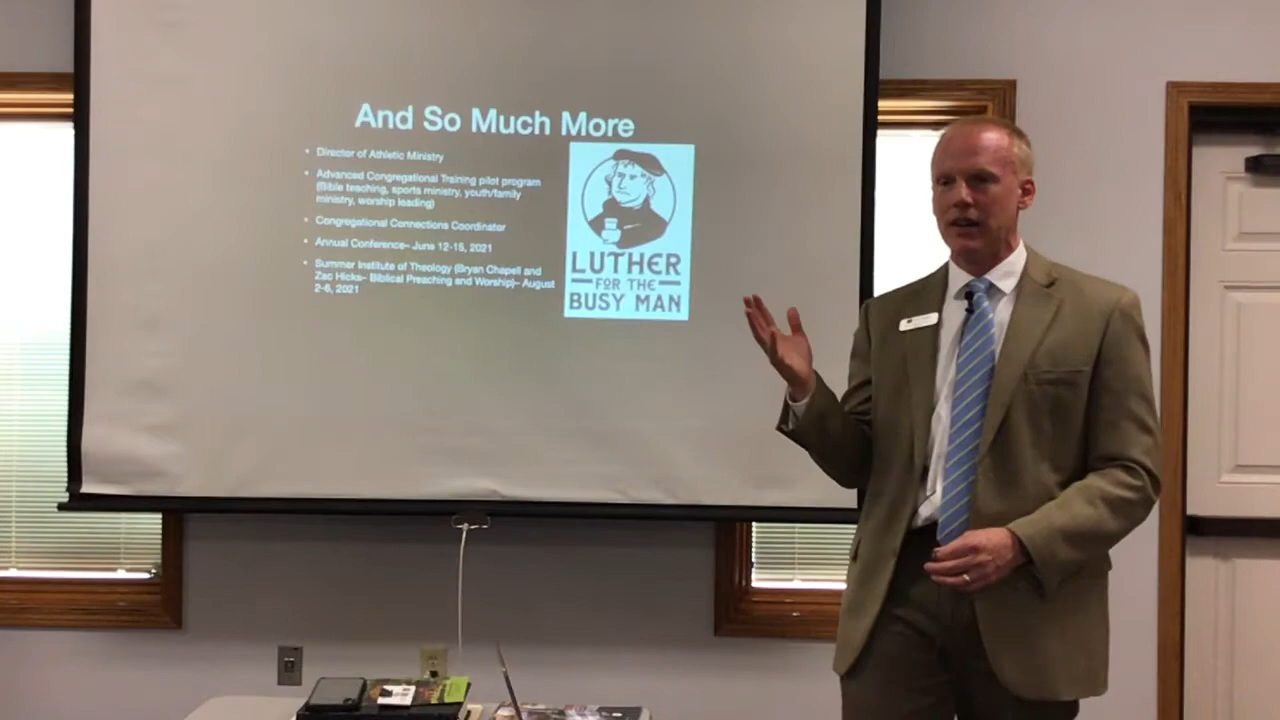 And So Much More
• Director of Athletic Ministry
• Advanced Congregational Training pilot program
(Bible teaching, sports ministry, youth/family
ministry, worship leading)
• Congregational Connections Coordinator
• Annual Conference– June 12-15, 2021
• Summer Institute of Theology (Bryan Chapell and
Zac Hicks– Biblical Preaching and Worship)– August
2-6, 2021
LUTHER
FOR THE
BUSY MAN